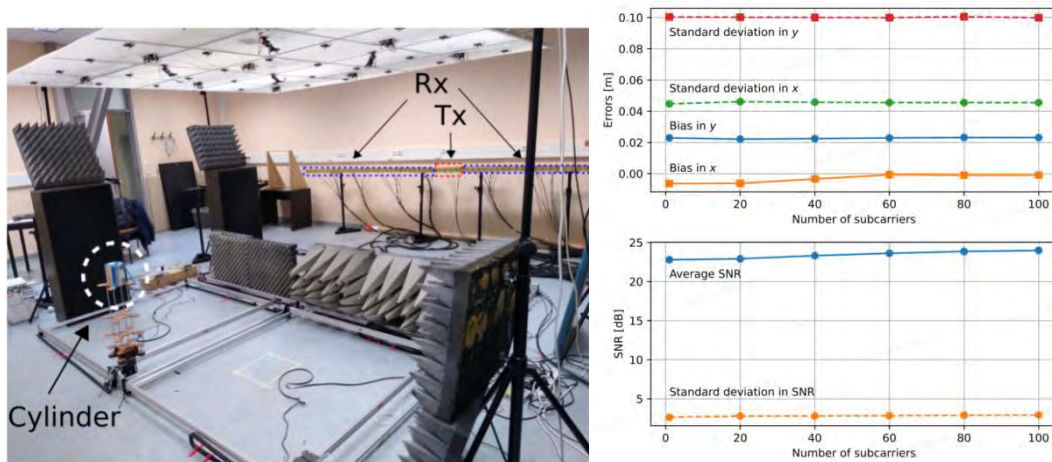 Rx
Tx
Cylinder
0.10
0.08
0.06
0.04
0.02
0.00
Errors [m]
Standard deviation in y
Standard deviation in x
Bias in y
Bias in x
0 20 40 60 80 100
Number of subcarriers
25
20
15
10
5
SNR [dB]
Average SNR
Standard deviation in SNR
0 20 40 60 80 100
Number of subcarriers